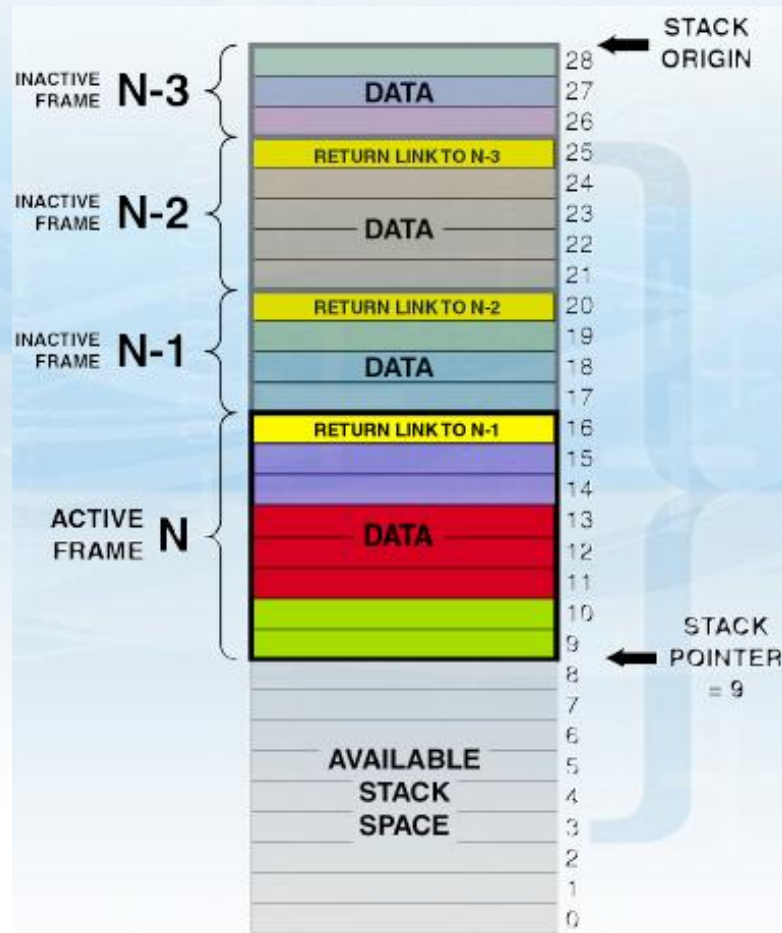 STACK
ORIGIN
28
INACTIVE
FRAME N-3
DATA
27
26
RETURN LINK TO N-3
25
24
INACTIVE
FRAME N-2
23
DATA
22
21
RETURN LINK TO N-2
20
19
INACTIVE
FRAME N-1
DATA
18
17
RETURN LINK TO N-1
16
15
14
ACTIVE
FRAME N
13
DATA
12
11
10
9
STACK
POINTER
= 9
8
7
6
AVAILABLE
5
STACK
4
SPACE
3
2
1
0